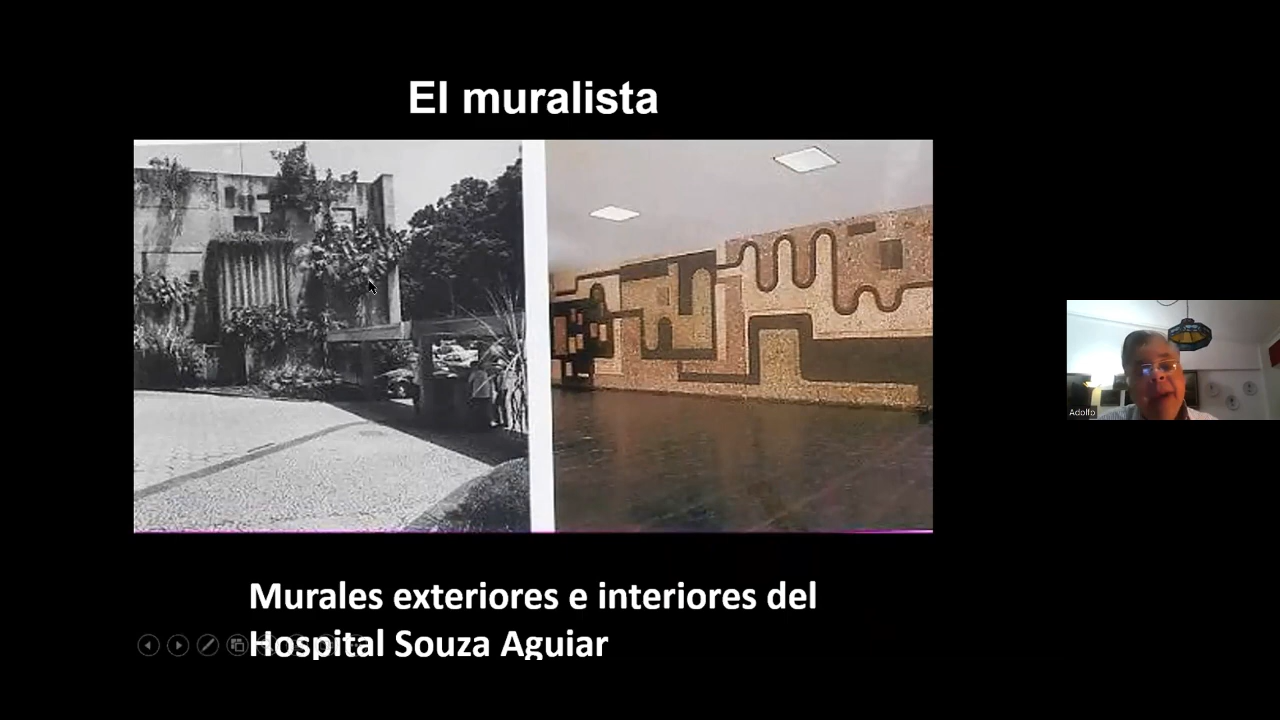 El muralista
Adolfo
Murales exteriores e interiores del
Hospital Souza Aguiar